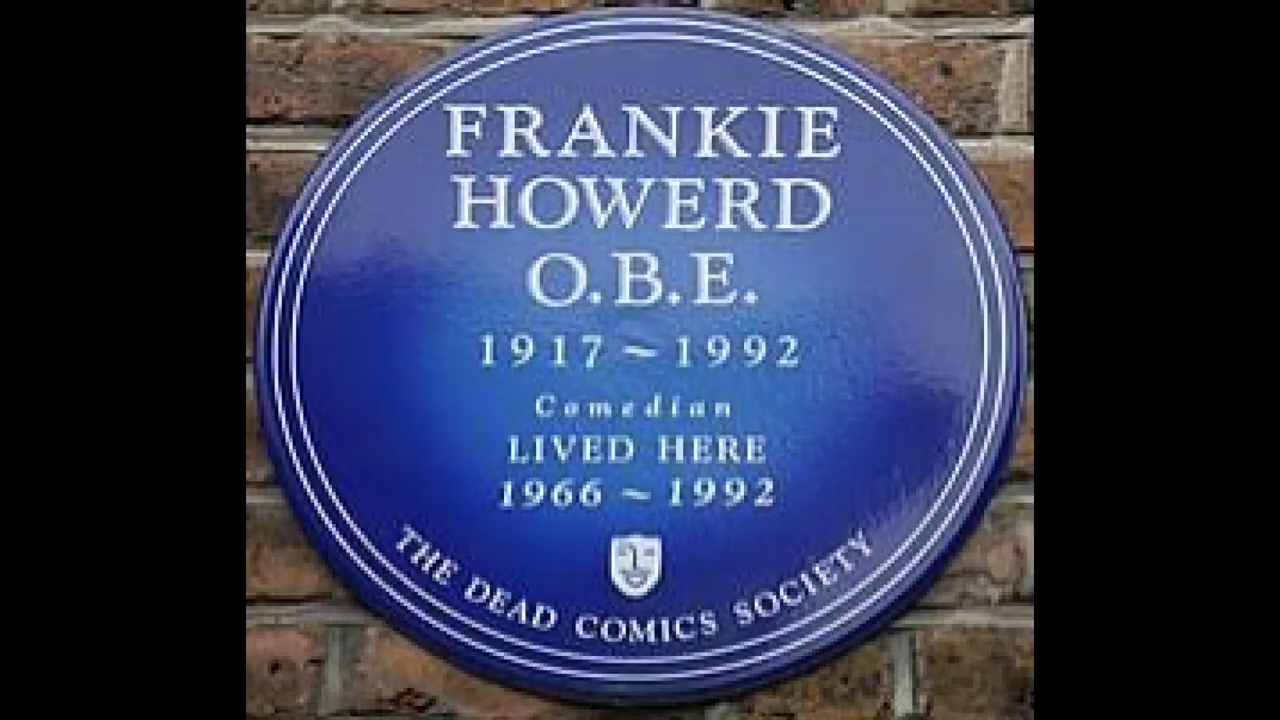 FRANKIE
HOWERD
O.B.E.
1917 ~ 1992
Comedian
LIVED HERE
1966 ~ 1992
THE DEAD COMICS SOCIETY